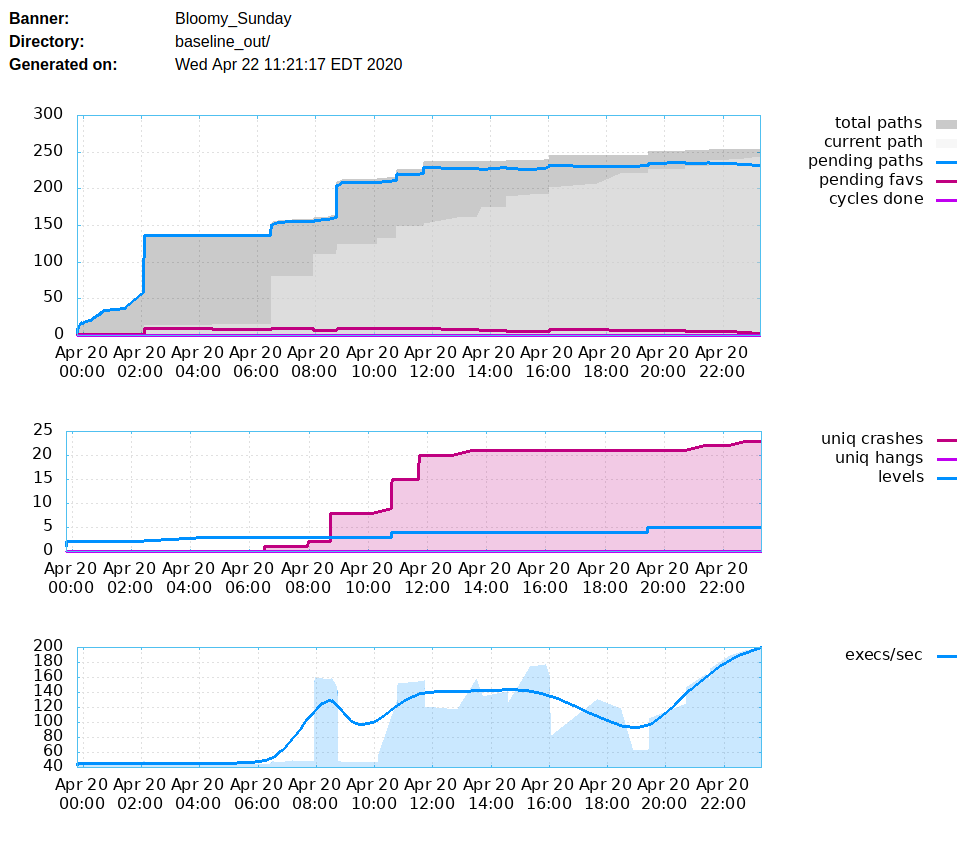 Banner: Bloomy_Sunday
Directory: baseline_out/
Generated on: Wed Apr 22 11:21:17 EDT 2020
300
250
200
150
100
50
0
Apr 20 Apr 20 Apr 20 Apr 20 Apr 20 Apr 20 Apr 20 Apr 20 Apr 20 Apr 20 Apr 20 Apr 20
00:00 02:00 04:00 06:00 08:00 10:00 12:00 14:00 16:00 18:00 20:00 22:00
total paths
current path
pending paths
pending favs
cycles done
25
20
15
10
5
0
Apr 20 Apr 20 Apr 20 Apr 20 Apr 20 Apr 20 Apr 20 Apr 20 Apr 20 Apr 20 Apr 20 Apr 20
00:00 02:00 04:00 06:00 08:00 10:00 12:00 14:00 16:00 18:00 20:00 22:00
uniq crashes
uniq hangs
levels
200
180
160
140
120
100
80
60
40
Apr 20 Apr 20 Apr 20 Apr 20 Apr 20 Apr 20 Apr 20 Apr 20 Apr 20 Apr 20 Apr 20 Apr 20
00:00 02:00 04:00 06:00 08:00 10:00 12:00 14:00 16:00 18:00 20:00 22:00
execs/sec